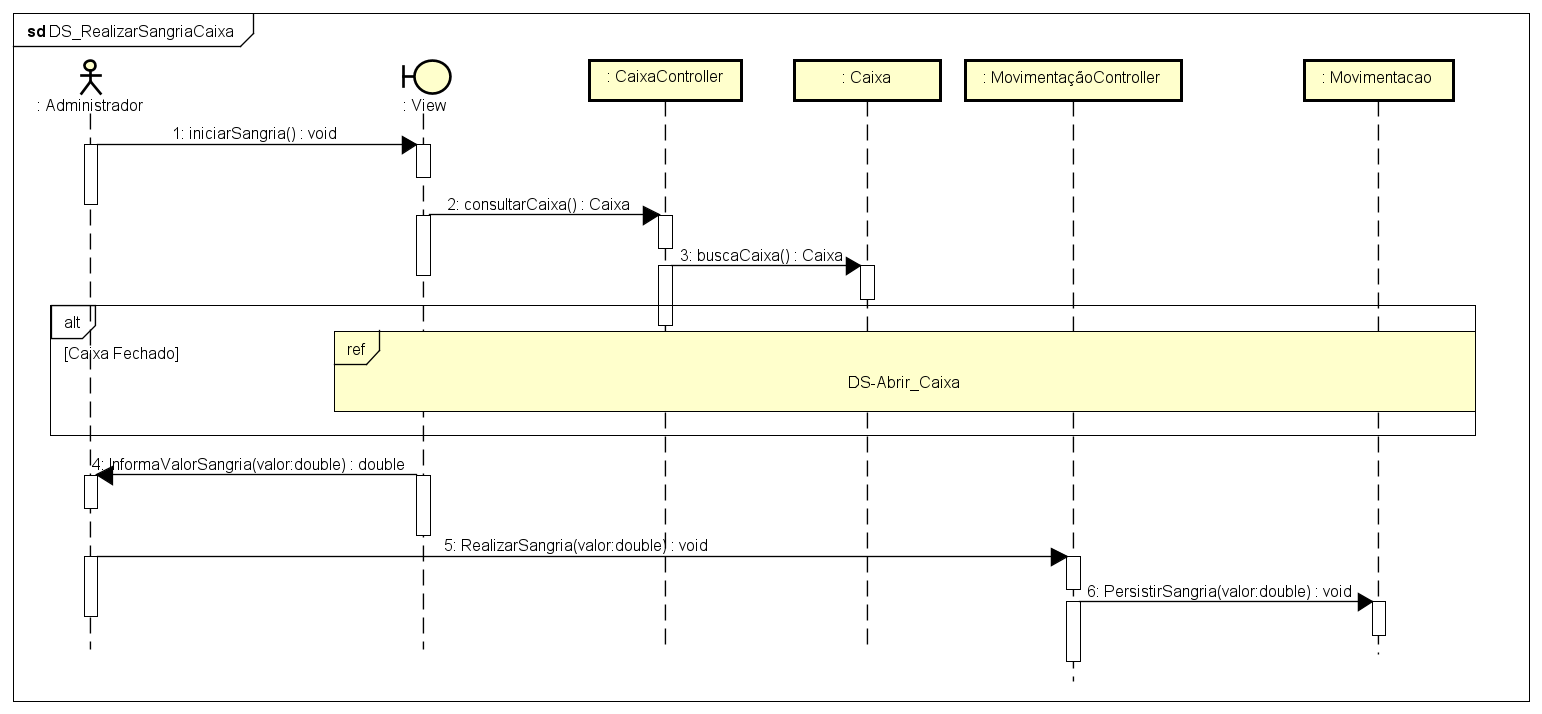 sd DS_RealizarSangriaCaixa
: Administrador
: View
: CaixaController
: Caixa
: MovimentaçãoController
: Movimentacao
1: iniciarSangria() : void
2: consultarCaixa() : Caixa
3: buscaCaixa() : Caixa
alt
[Caixa Fechado]
ref
DS-Abrir_Caixa
4: InformaValorSangria(valor:double) : double
5: RealizarSangria(valor:double) : void
6: PersistirSangria(valor:double) : void